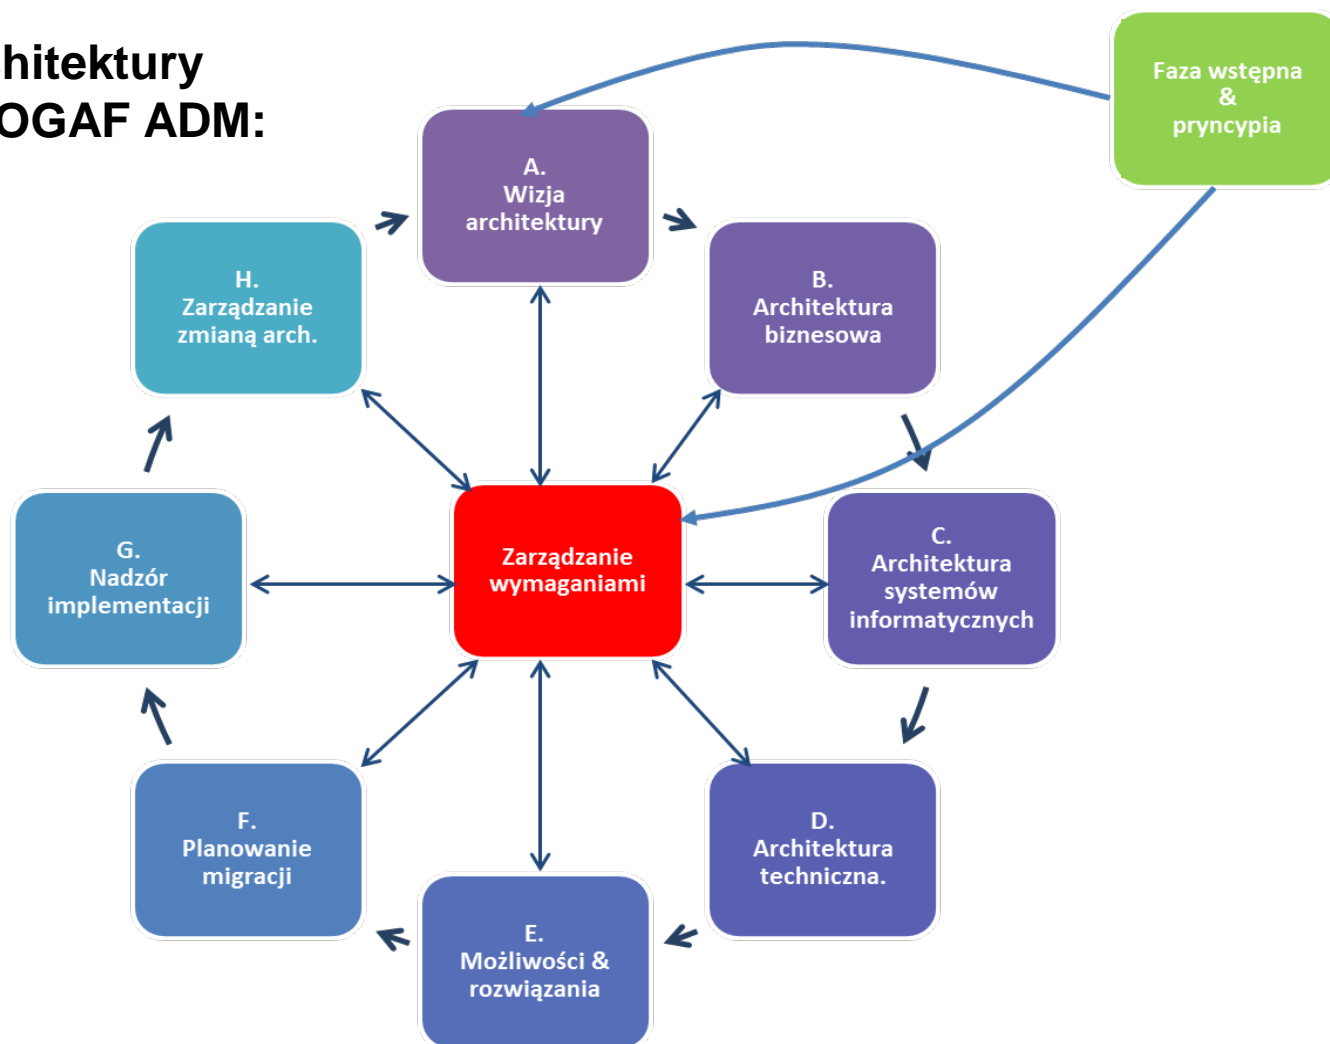 hitektury
OGAF ADM:
Faza wstępna
&
pryncypia
A.
Wizja
architektury
B.
Architektura
biznesowa
C.
Architektura
systemów
informatycznych
D.
Architektura
techniczna.
E.
Możliwości &
rozwiązania
F.
Planowanie
migracji
G.
Nadzór
implementacji
H.
Zarządzanie
zmianą arch.
Zarządzanie
wymaganiami